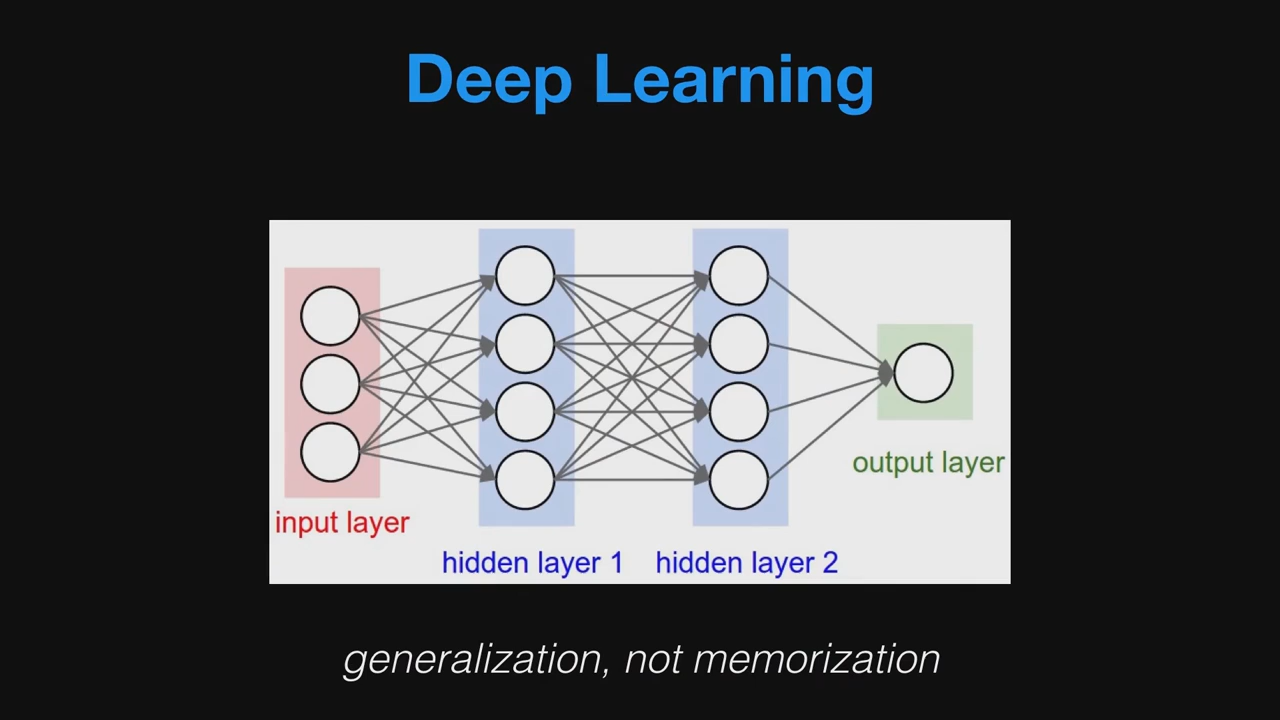 Deep Learning
input layer
hidden layer 1
hidden layer 2
output layer
generalization, not memorization